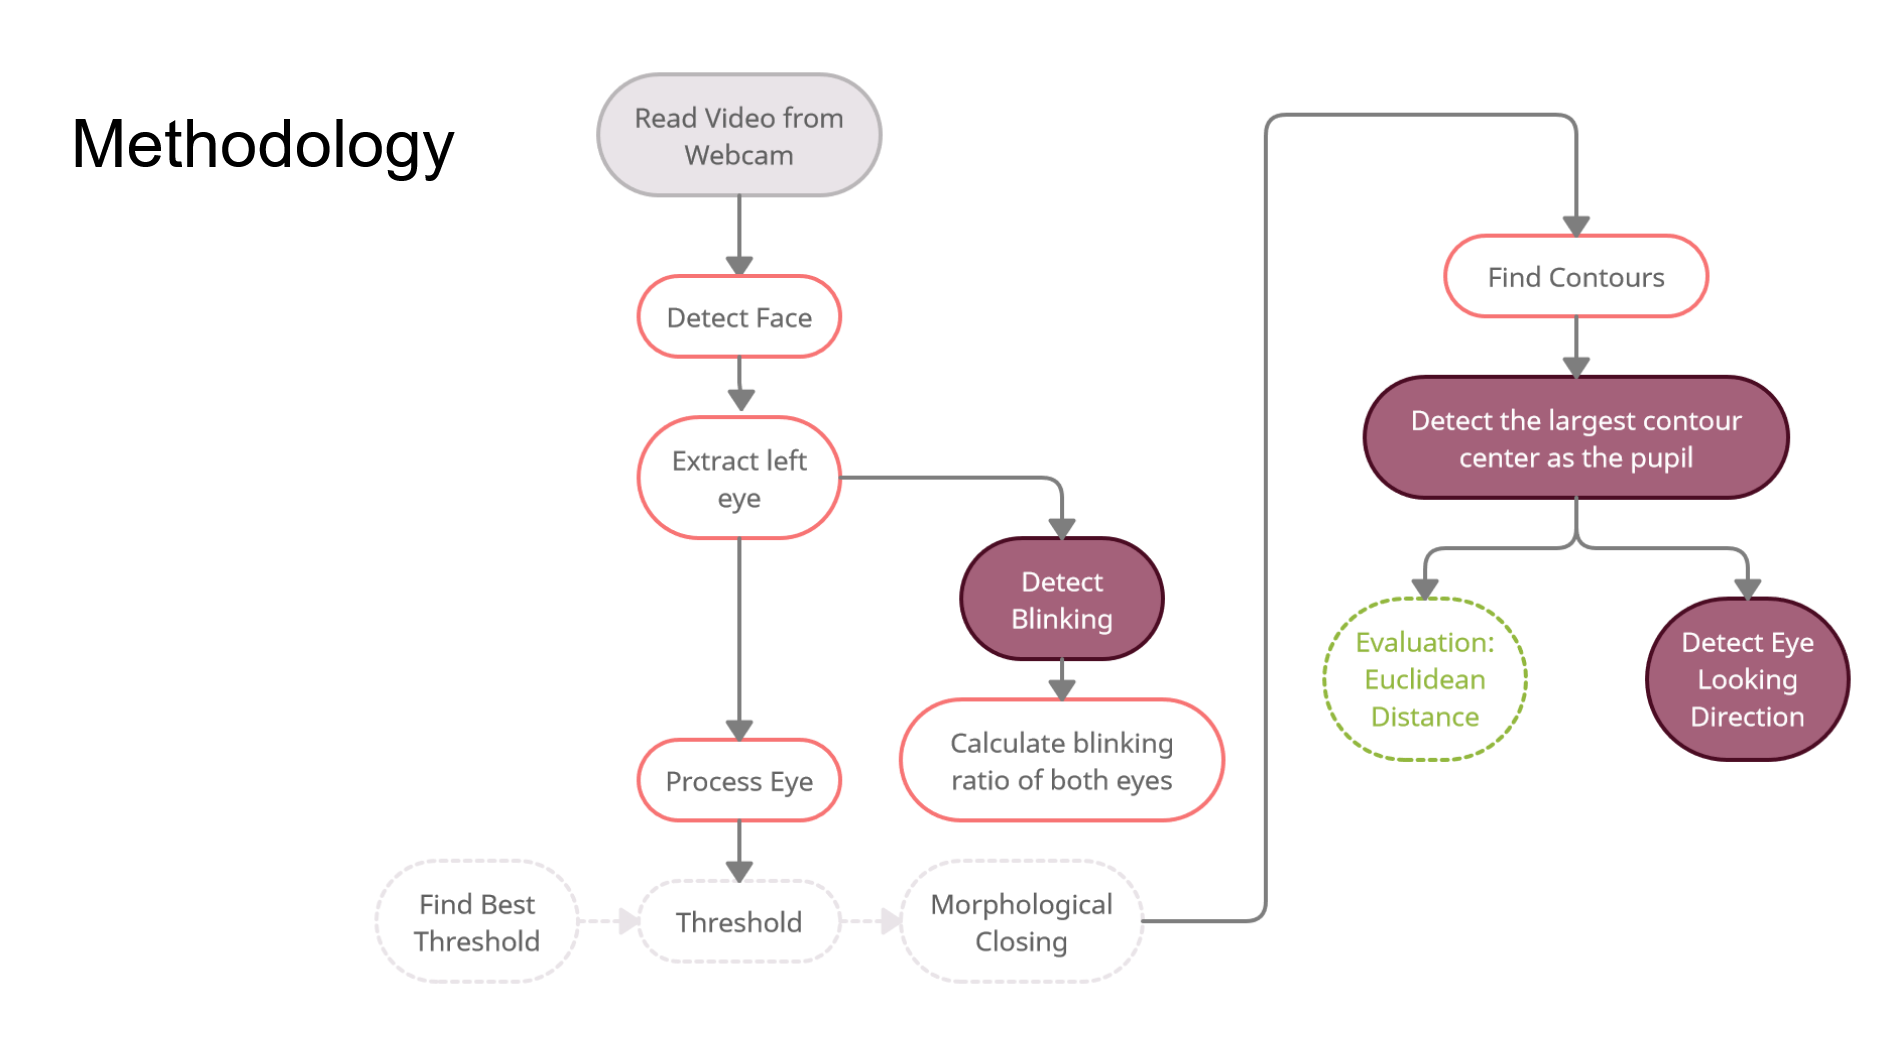 Methodology
Read Video from
Webcam
Detect Face
Extract left
eye
Detect
Blinking
Calculate blinking
ratio of both eyes
Process Eye
Find Best
Threshold
Threshold
Morphological
Closing
Find Contours
Detect the largest contour
center as the pupil
Evaluation:
Euclidean
Distance
Detect Eye
Looking
Direction